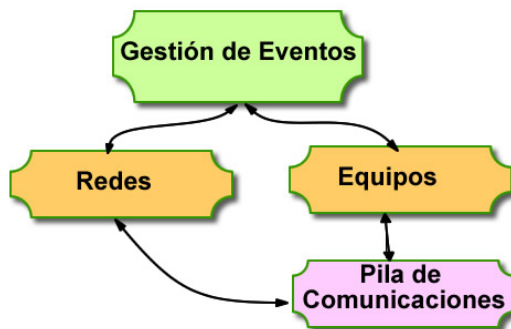 Gestión de Eventos
Redes
Equipos
Pila de
Comunicaciones